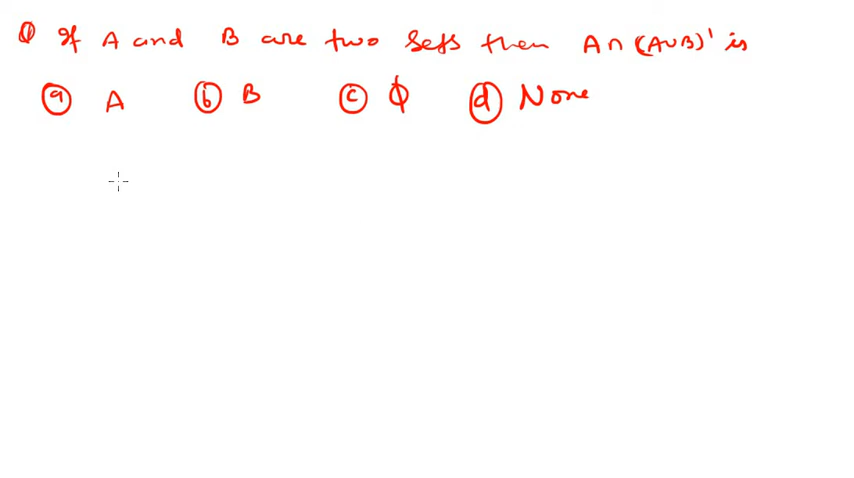 Q If A and B are two sets then A∩(A∪B)' is
(a) A (b) B (c) ϕ (d) None